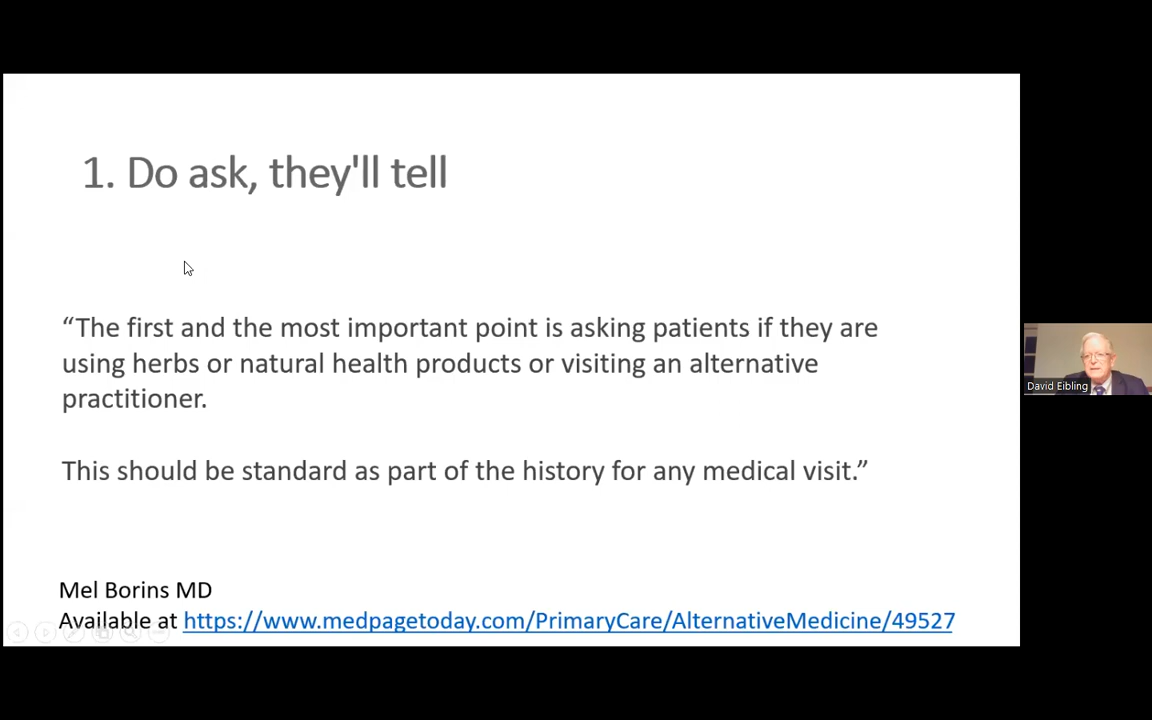 1. Do ask, they'll tell
“The first and the most important point is asking patients if they are
using herbs or natural health products or visiting an alternative
practitioner.
This should be standard as part of the history for any medical visit.”
Mel Borins MD
Available at https://www.medpagetoday.com/PrimaryCare/AlternativeMedicine/49527
David Eibling